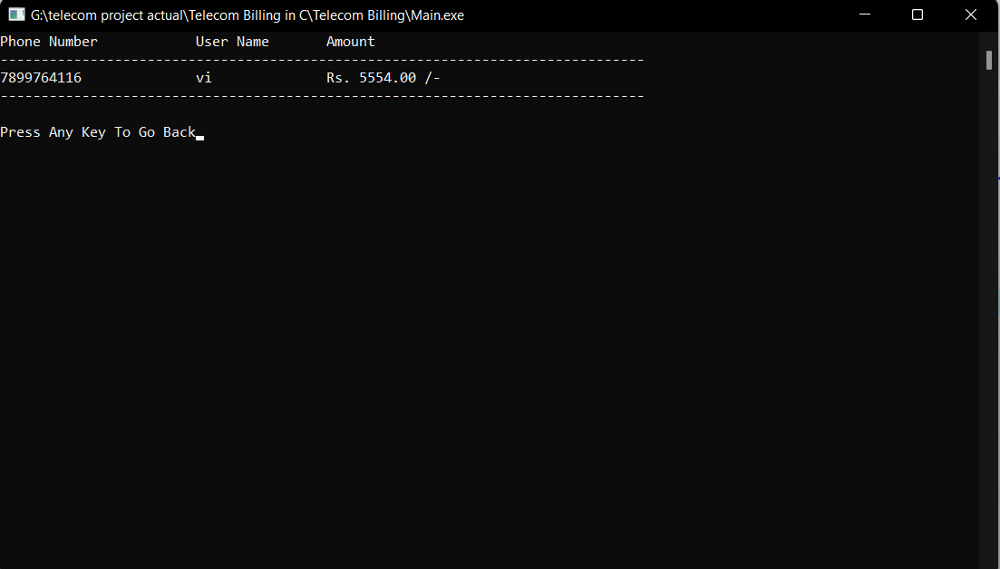 G:\telecom project actual\Telecom Billing in C\Telecom Billing\Main.exe
Phone Number User Name Amount
-------------------------------------------------------------------------------
7899764116 vi Rs. 5554.00 /-
-------------------------------------------------------------------------------
Press Any Key To Go Back